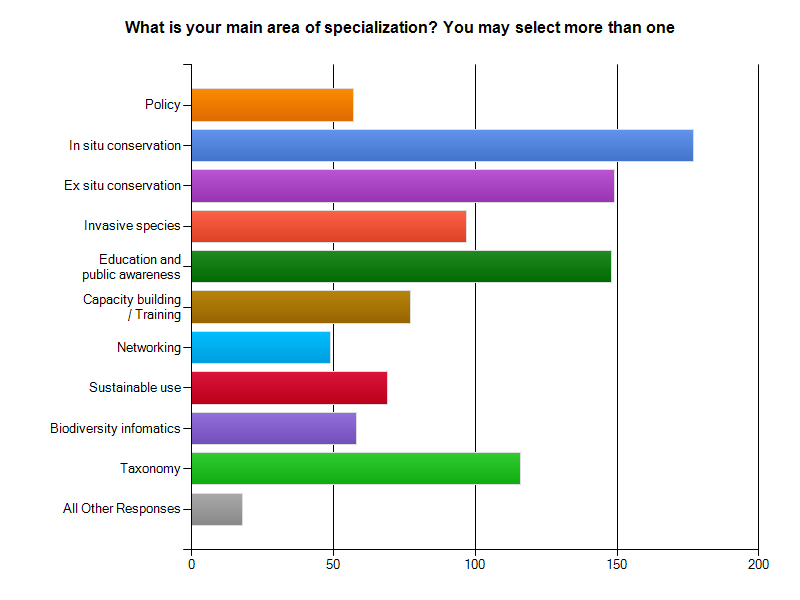 What is your main area of specialization? You may select more than one
Policy
In situ conservation
Ex situ conservation
Invasive species
Education and
public awareness
Capacity building
/ Training
Networking
Sustainable use
Biodiversity infomatics
Taxonomy
All Other Responses
0 50 100 150 200